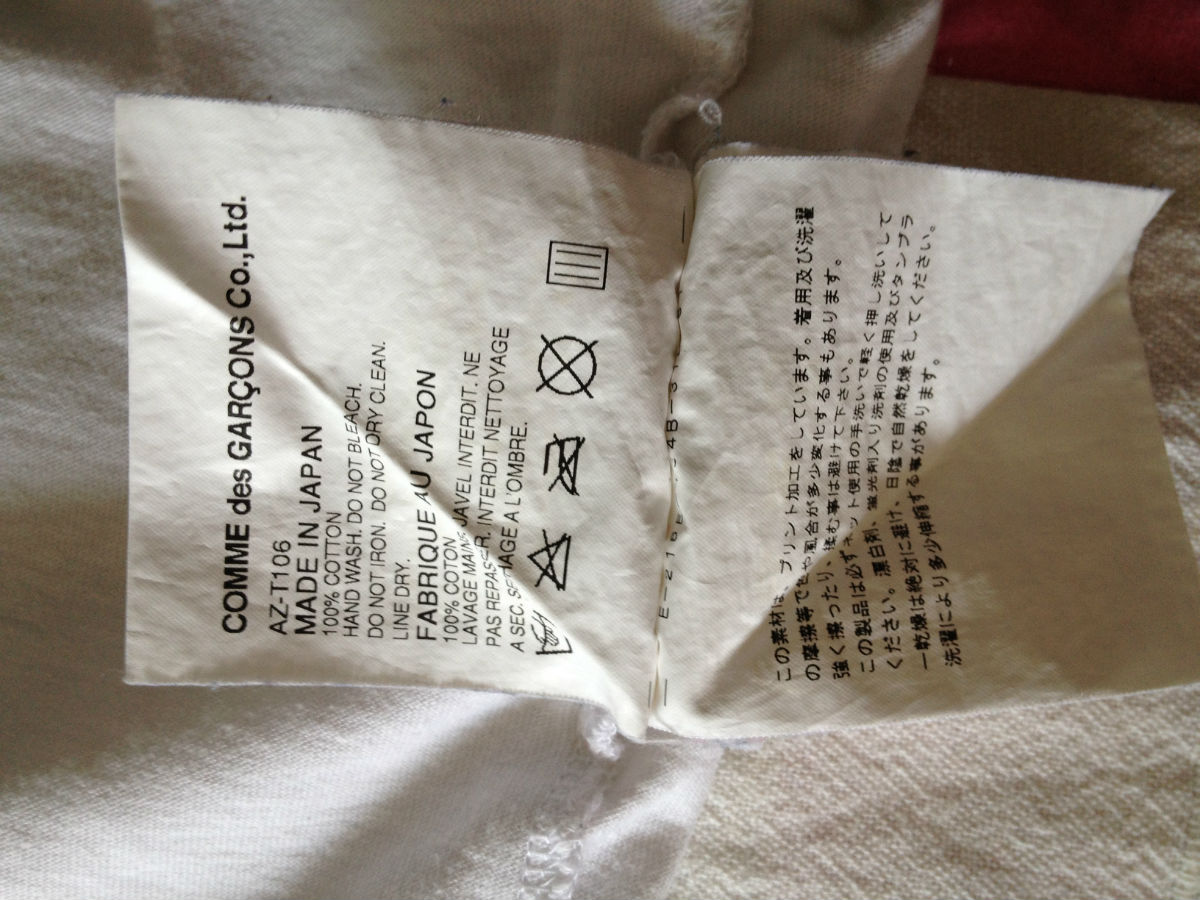 COMME des GARÇONS Co.,Ltd.
AZ-T106
MADE IN JAPAN
100% COTTON
HAND WASH. DO NOT BLEACH.
DO NOT IRON. DO NOT DRY CLEAN.
LINE DRY.
FABRIQUE AU JAPON
100% COTON
LAVAGE MAIN. JAVEL INTERDIT. NE
PAS REPASSER. INTERDIT NETTOYAGE
A SEC. SECHAGE A L'OMBRE.
この素材は、プリント加工をしています。着用及び洗濯
の摩擦等で色や風合が多少変化する事もあります。
強く擦ったり、揉む事は避けて下さい。
この製品は必ずネット使用の手洗いで軽く押し洗いして
ください。漂白剤、蛍光剤入り洗剤の使用及びタンブラ
ー乾燥は絶対に避け、日陰で自然乾燥をしてください。
洗濯により多少伸縮する事があります。